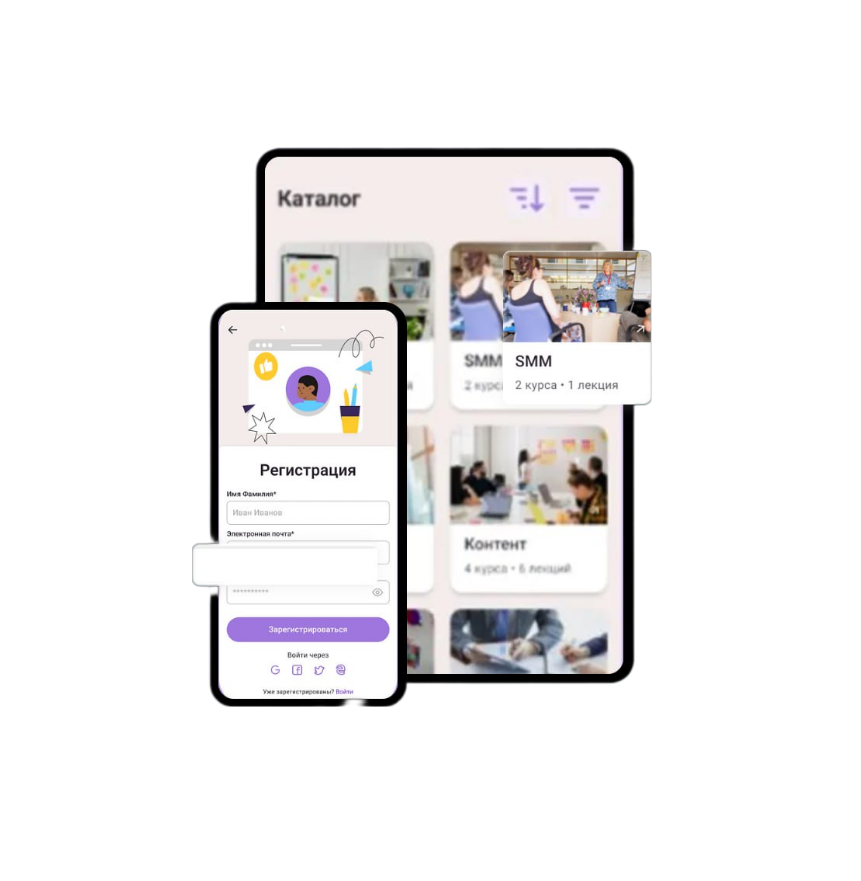 Каталог
SMM
2 курса
SMM
2 курса • 1 лекция
Контент
4 курса • 6 лекций
Регистрация
Имя Фамилия*
Иван Иванов
Электронная почта*
**********
Зарегистрироваться
Войти через
Уже зарегистрированы? Войти